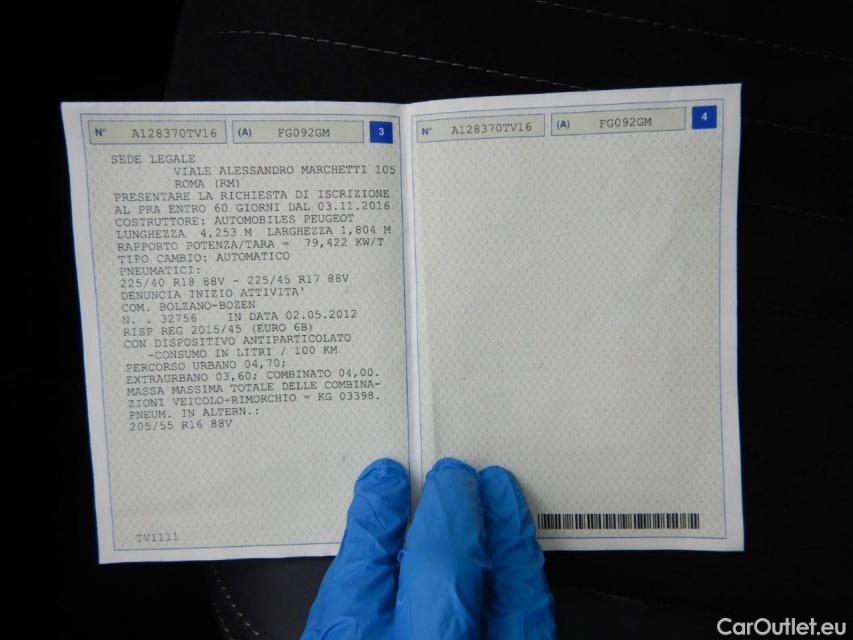 N° A128370TV16 (A) FG092GM 3
SEDE LEGALE
VIALE ALESSANDRO MARCHETTI 105
ROMA (RM)
PRESENTARE LA RICHIESTA DI ISCRIZIONE
AL PRA ENTRO 60 GIORNI DAL 03.11.2016
COSTRUTTORE: AUTOMOBILES PEUGEOT
LUNGHEZZA 4,253 M LARGHEZZA 1,804 M
RAPPORTO POTENZA/TARA = 79,422 KW/T
TIPO CAMBIO: AUTOMATICO
PNEUMATICI:
225/40 R18 88V - 225/45 R17 88V
DENUNCIA INIZIO ATTIVITA'
COM. BOLZANO-BOZEN
N. . 32756 IN DATA 02.05.2012
RISP REG 2015/45 (EURO 6B)
CON DISPOSITIVO ANTIPARTICOLATO
-CONSUMO IN LITRI / 100 KM
PERCORSO URBANO 04,70;
EXTRAURBANO 03,60; COMBINATO 04,00.
MASSA MASSIMA TOTALE DELLE COMBINA-
ZIONI VEICOLO+RIMORCHIO = KG 03398.
PNEUM. IN ALTERN.:
205/55 R16 88V
TV1111
N° A128370TV16 (A) FG092GM 4
CarOutlet.eu